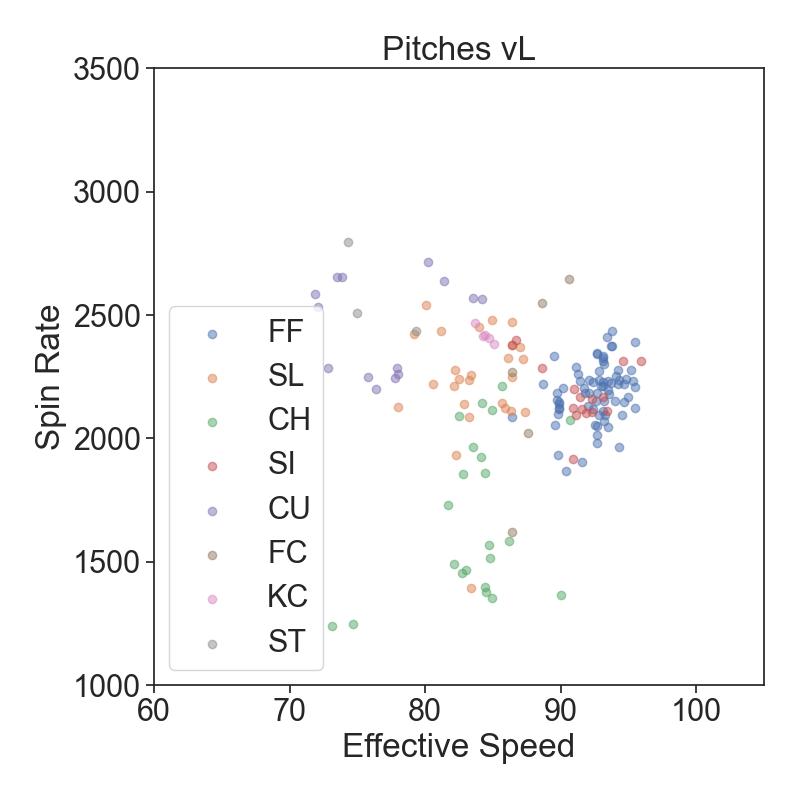 Pitches vL
3500
3000
2500
2000
1500
1000
Spin Rate
FF
SL
CH
SI
CU
FC
KC
ST
60 70 80 90 100
Effective Speed